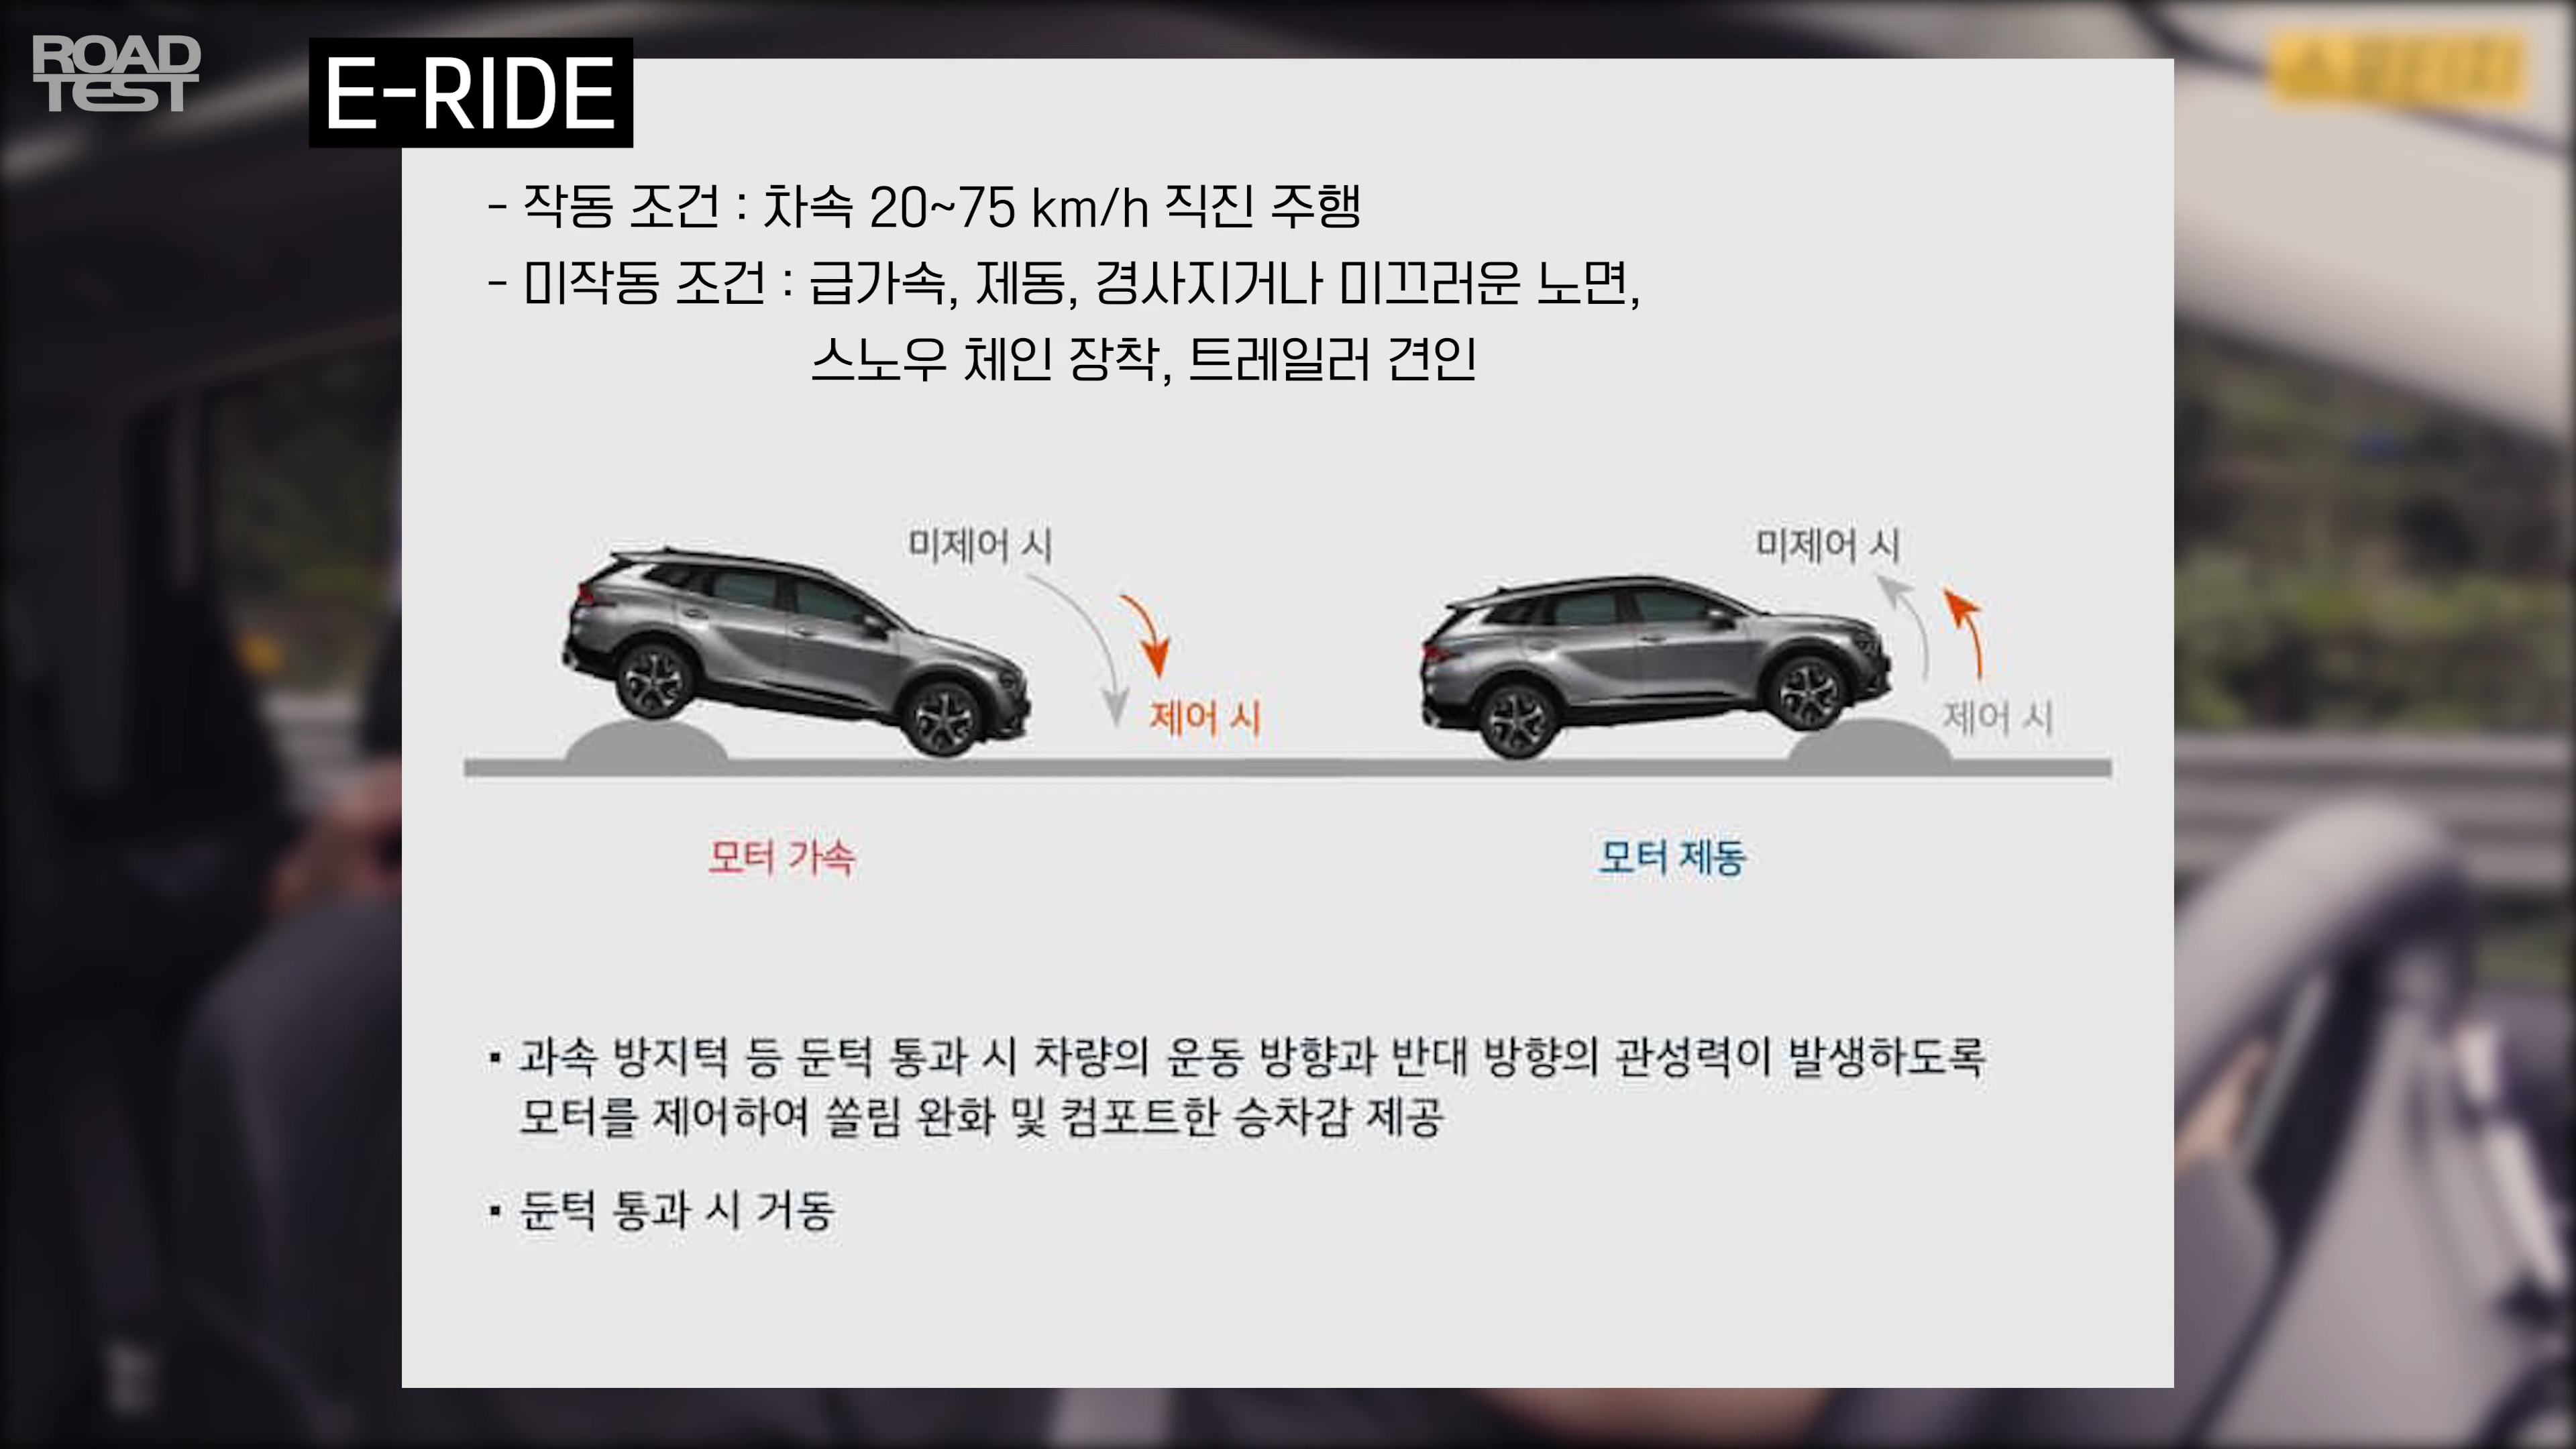 ROAD
TEST
E-RIDE
- 작동 조건 : 차속 20~75 km/h 직진 주행
- 미작동 조건 : 급가속, 제동, 경사지거나 미끄러운 노면,
스노우 체인 장착, 트레일러 견인
미제어 시
제어 시
미제어 시
제어 시
모터 가속
모터 제동
▪ 과속 방지턱 등 둔턱 통과 시 차량의 운동 방향과 반대 방향의 관성력이 발생하도록
모터를 제어하여 쏠림 완화 및 컴포트한 승차감 제공
▪ 둔턱 통과 시 거동